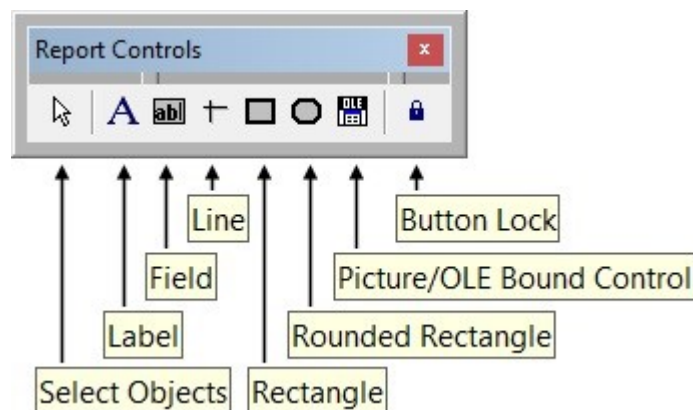 Report Controls
x
A abl OLE
Line
Button Lock
Field
Picture/OLE Bound Control
Label
Rounded Rectangle
Select Objects
Rectangle